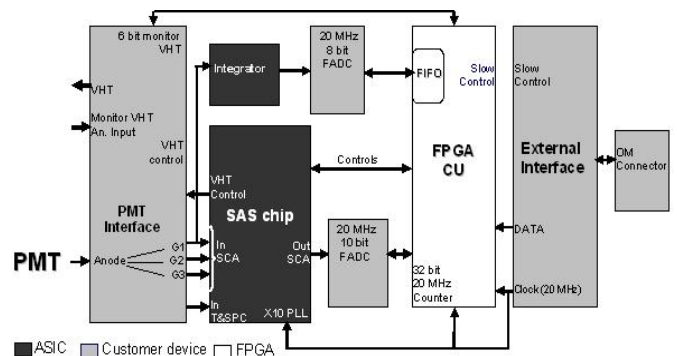 6 bit monitor
VHT
VHT
Monitor VHT
An. Input
VHT
control
PMT
Interface
PMT
Anode
G1
G2
G3
Integrator
20 MHz
8 bit
FADC
FIFO
Slow
Control
FPGA
CU
Slow
Control
External
Interface
OM
Connector
Controls
VHT
Control
SAS chip
In
SCA
Out
SCA
In
T&SPC
X10 PLL
20 MHz
10 bit
FADC
32 bit
20 MHz
Counter
DATA
Clock(20 MHz)
ASIC
Customer device
FPGA